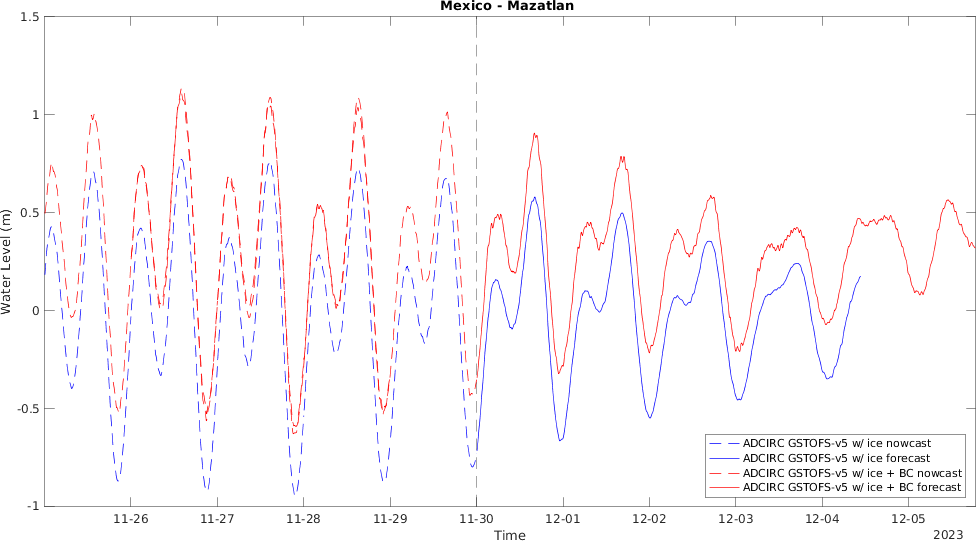 Mexico - Mazatlan
1.5
1
0.5
0
-0.5
-1
Water Level (m)
11-26
11-27
11-28
11-29
11-30
12-01
12-02
12-03
12-04
12-05
Time
2023
ADCIRC GSTOFS-v5 w/ ice nowcast
ADCIRC GSTOFS-v5 w/ ice forecast
ADCIRC GSTOFS-v5 w/ ice + BC nowcast
ADCIRC GSTOFS-v5 w/ ice + BC forecast